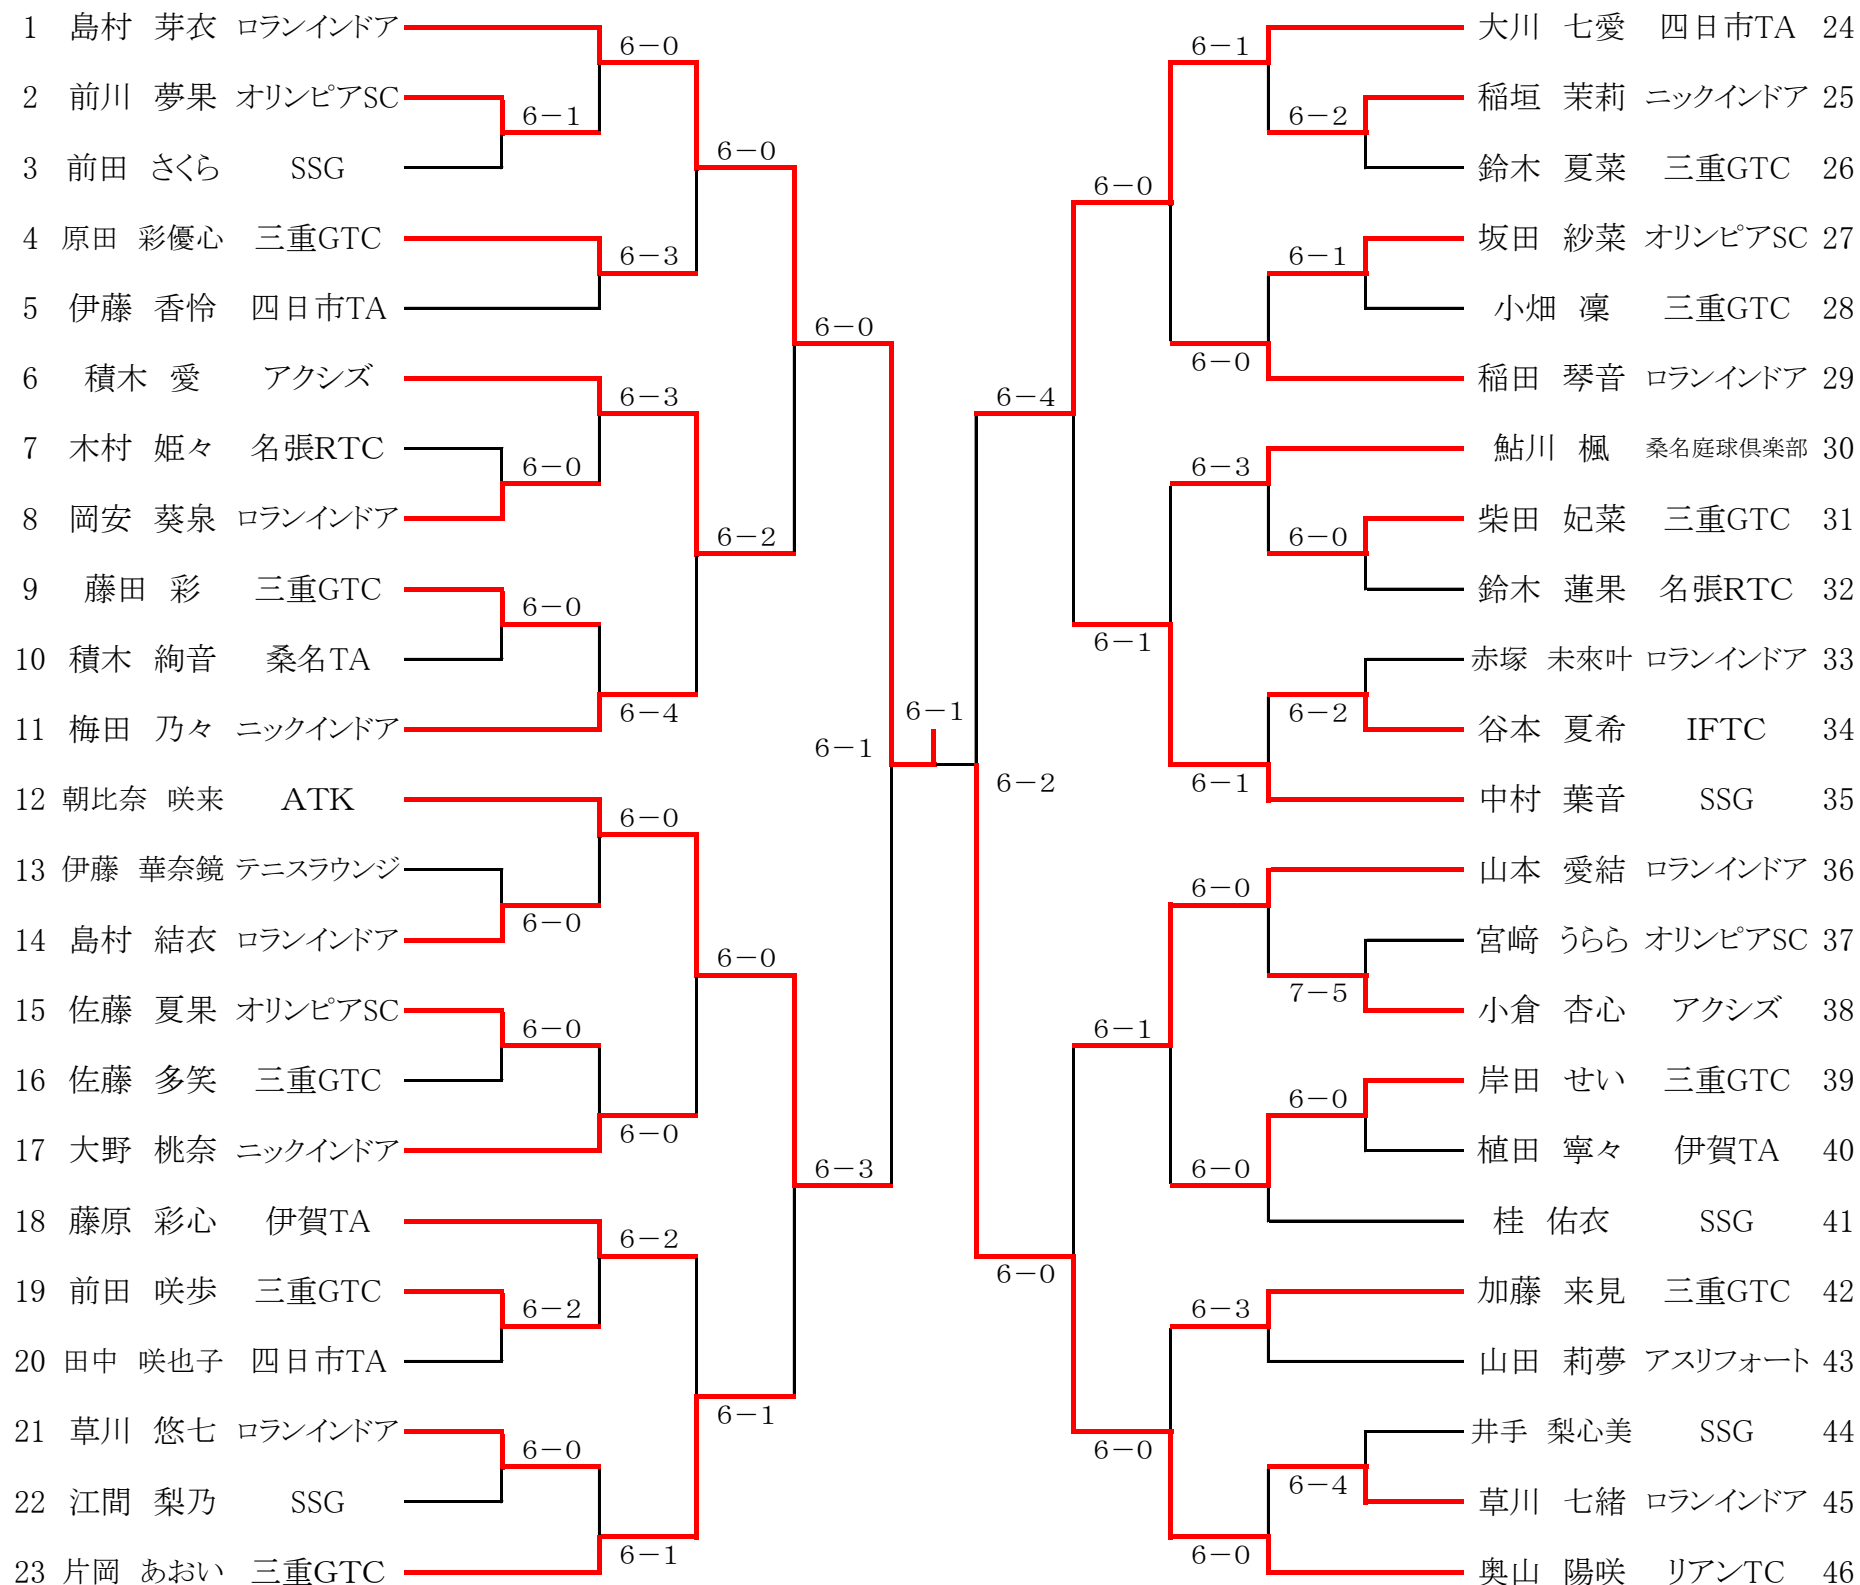 1 島村 芽衣 ロランインドア
2 前川 夢果 オリンピアSC
3 前田 さくら SSG
4 原田 彩優心 三重GTC
5 伊藤 香怜 四日市TA
6 積木 愛 アクシズ
7 木村 姫々 名張RTC
8 岡安 葵泉 ロランインドア
9 藤田 彩 三重GTC
10 積木 絢音 桑名TA
11 梅田 乃々 ニックインドア
12 朝比奈 咲来 ATK
13 伊藤 華奈鏡 テニスラウンジ
14 島村 結衣 ロランインドア
15 佐藤 夏果 オリンピアSC
16 佐藤 多笑 三重GTC
17 大野 桃奈 ニックインドア
18 藤原 彩心 伊賀TA
19 前田 咲歩 三重GTC
20 田中 咲也子 四日市TA
21 草川 悠七 ロランインドア
22 江間 梨乃 SSG
23 片岡 あおい 三重GTC
6-1
6-0
6-0
6-0
6-0
6-2
6-0
6-0
6-3
6-3
6-4
6-0
6-0
6-2
6-1
6-0
6-2
6-0
6-1
6-0
6-3
6-1
6-1
6-2
6-4
6-0
6-0
6-1
6-1
6-0
6-1
6-0
6-3
6-1
6-0
6-0
6-3
6-0
6-2
6-1
6-0
6-2
7-5
6-0
6-4
大川 七愛 四日市TA 24
稲垣 茉莉 ニックインドア 25
鈴木 夏菜 三重GTC 26
坂田 紗菜 オリンピアSC 27
小畑 凜 三重GTC 28
稲田 琴音 ロランインドア 29
鮎川 楓 桑名庭球倶楽部 30
柴田 妃菜 三重GTC 31
鈴木 蓮果 名張RTC 32
赤塚 未來叶 ロランインドア 33
谷本 夏希 IFTC 34
中村 葉音 SSG 35
山本 愛結 ロランインドア 36
宮﨑 うらら オリンピアSC 37
小倉 杏心 アクシズ 38
岸田 せい 三重GTC 39
植田 寧々 伊賀TA 40
桂 佑衣 SSG 41
加藤 来見 三重GTC 42
山田 莉夢 アスリフォート 43
井手 梨心美 SSG 44
草川 七緒 ロランインドア 45
奥山 陽咲 リアンTC 46